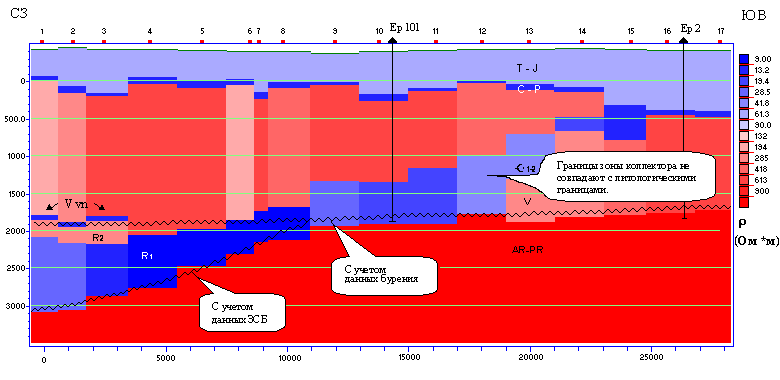 СЗ
ЮВ
Ер 101
Ер 2
1 2 3 4 5 6 7 8 9 10 11 12 13 14 15 16 17
T - J
C - P
0
500.0
1000
1500
2000
2500
3000
Є 1-2
V vn
V
R2
R1
AR-PR
Границы зоны коллектора не
совпадают с литологическими
границами.
С учетом
данных бурения
С учетом
данных ЗСБ
0 5000 10000 15000 20000 25000
9.00
13.2
19.4
28.5
41.8
61.3
90.0
132
194
285
418
613
900
ρ
(Ом *м)